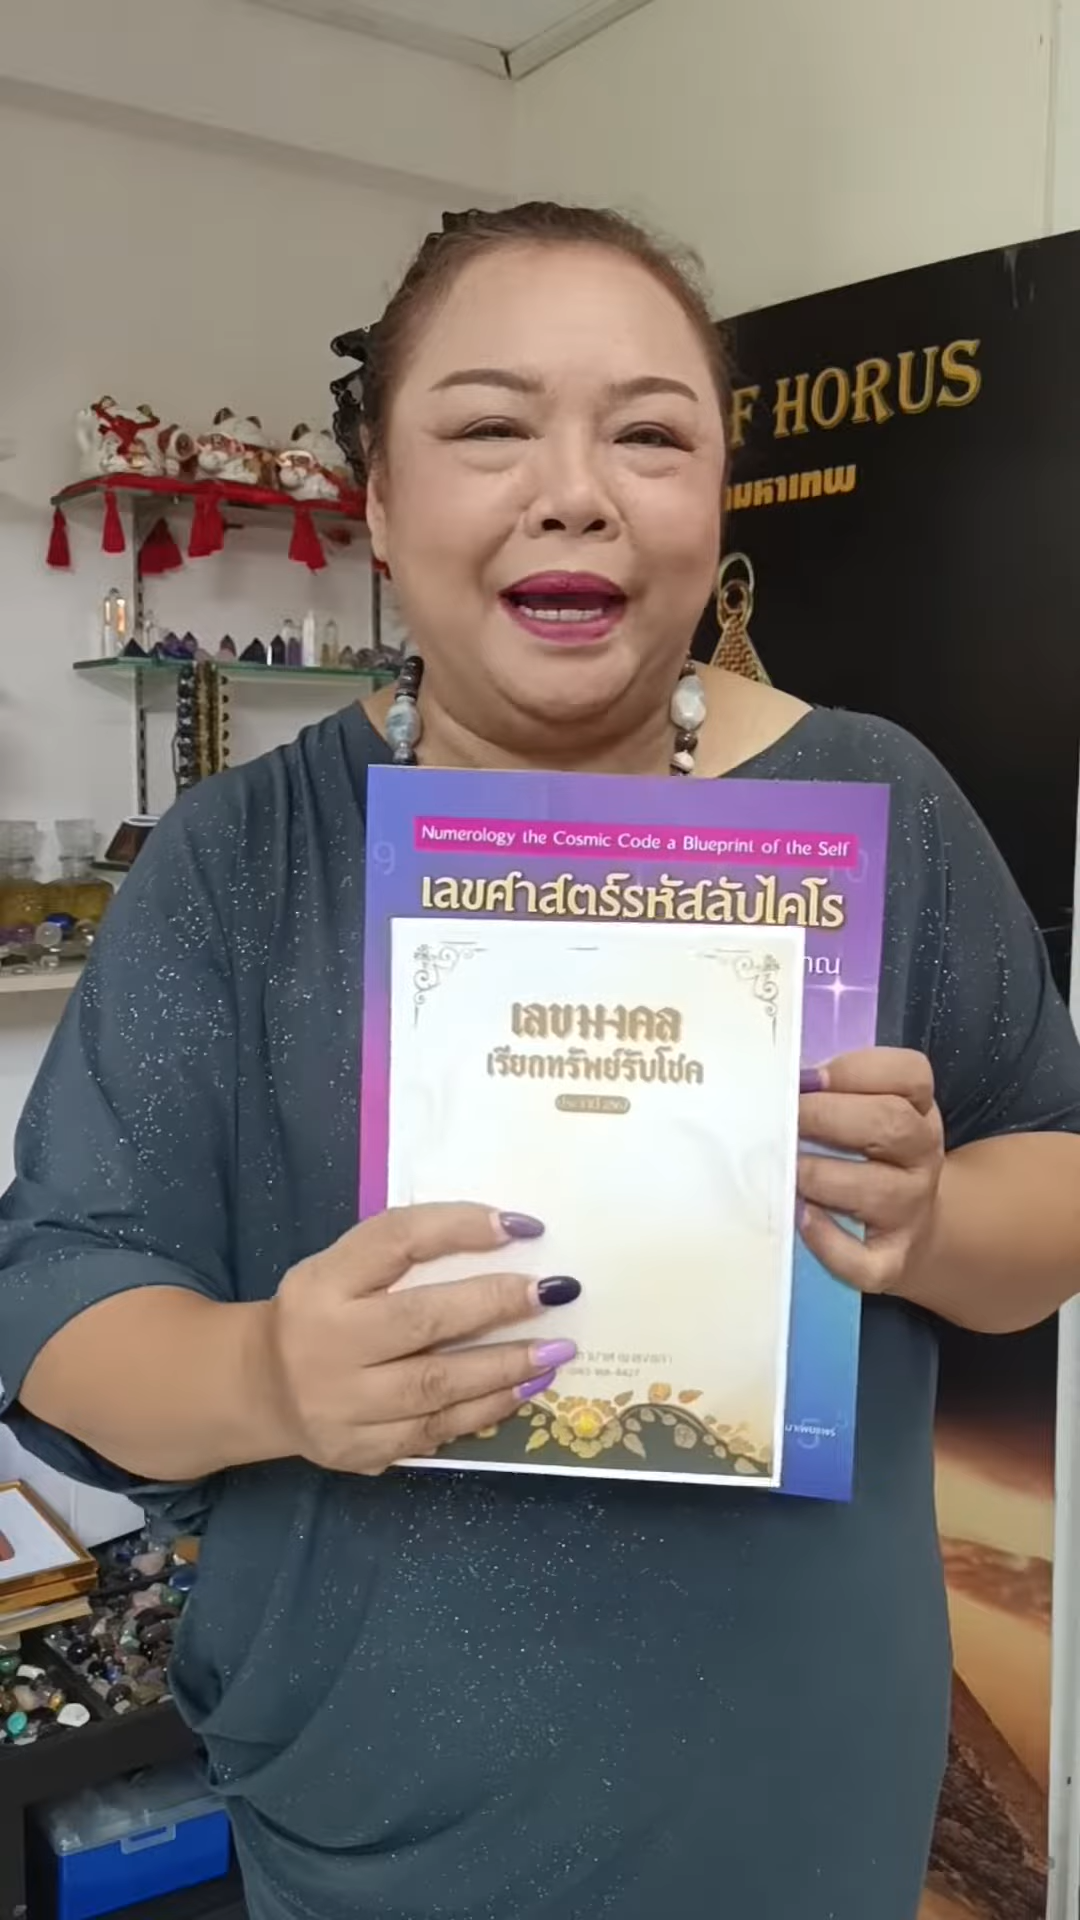 F HORUS
มหาเทพ
Numerology the Cosmic Code a Blueprint of the Self
เลขศาสตร์รหัสลับไคโร
เลขมงคล
เรียกทรัพย์รับโชค